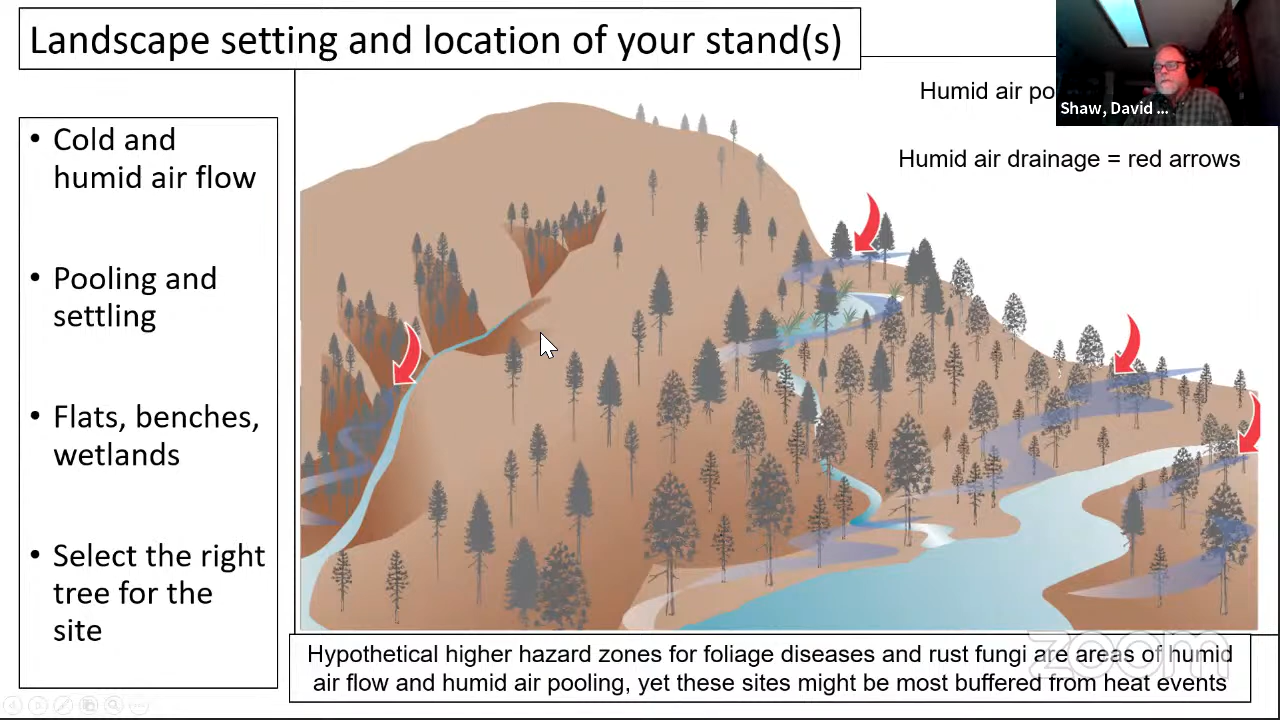 Landscape setting and location of your stand(s)
Humid air
Shaw, David ...
Humid air drainage = red arrows
• Cold and
humid air flow
• Pooling and
settling
• Flats, benches,
wetlands
• Select the right
tree for the
site
Hypothetical higher hazard zones for foliage diseases and rust fungi are areas of humid
air flow and humid air pooling, yet these sites might be most buffered from heat events
zoom